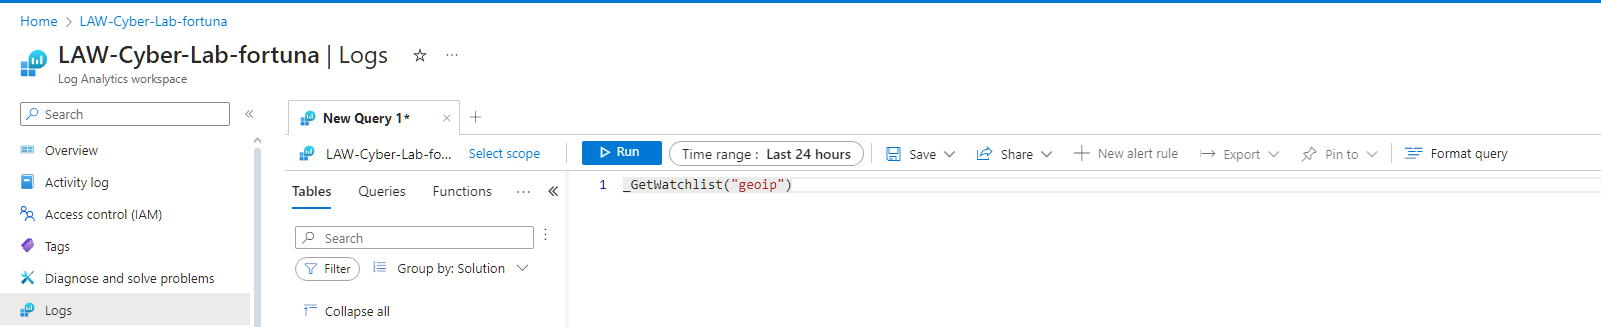 Home > LAW-Cyber-Lab-fortuna
LAW-Cyber-Lab-fortuna | Logs
Log Analytics workspace
Search
Overview
Activity log
Access control (IAM)
Tags
Diagnose and solve problems
Logs
New Query 1*
LAW-Cyber-Lab-fo... Select scope
Run
Time range : Last 24 hours
Save
Share
New alert rule
Export
Pin to
Format query
Tables Queries Functions ...
Search
Filter
Group by: Solution
Collapse all
1 _GetWatchlist("geoip")